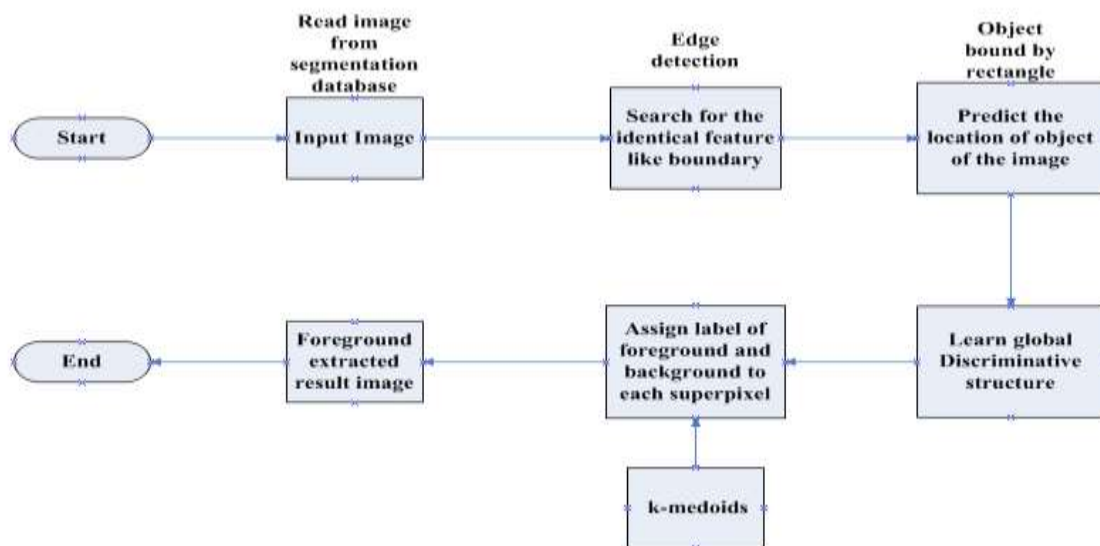 Read image
from
segmentation
database
Edge
detection
Object
bound by
rectangle
Start
Input Image
Search for the
identical feature
like boundary
Predict the
location of object
of the image
End
Foreground
extracted
result image
Assign label of
foreground and
background to
each superpixel
Learn global
Discriminative
structure
k-medoids